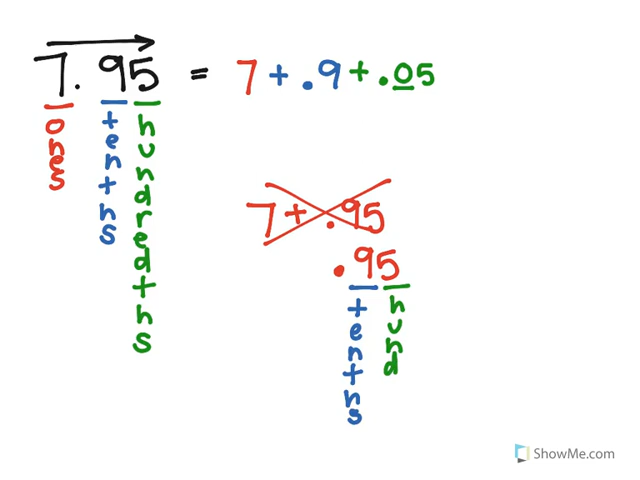 7.95 = 7 + .9 + .05
ones
tenths
hundredths
7 + .95
.95
tenths
hund
ShowMe.com